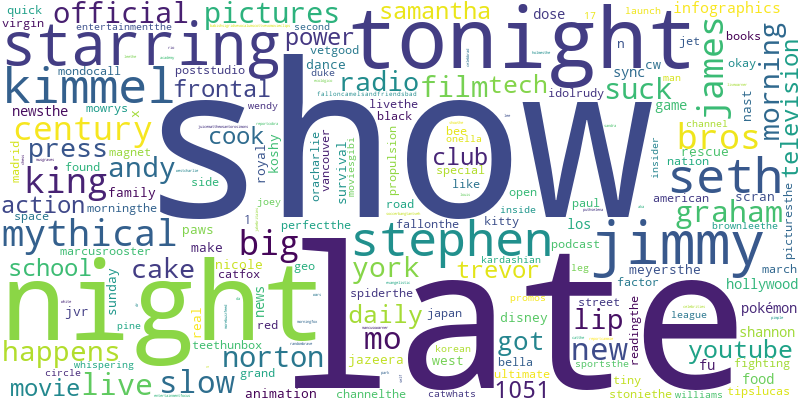 official pictures samantha quick infographics
virgin entertainmentthe second dose 17 launch
starring power vetgood tonight n jet books
mondocall poststudio dance cw okay
kimmel frontal radio film tech sync james morning television
newsthe mowrys x duke idolrudy suck man
century livethe game nast
press magnet wendy black bros channel
cook koshy royal survival vancouver oracharlie propulsion bee onella club special rescue insider
madrid andy found show nation
king family side like seth picturesthe
action morningthe joey road open paul american scran
space 1 inside graham
mythical paws perfectthe fallonthe kitty los brownleethe
marcusrooster make big stephen jimmy
school cake nicole geo york trevor kardashian podcast meyersthe march
catfox leg factor hollywood
sunday news spiderthe promos street pokémon
jvr real night red late daily japan disney lip new readingthe league
pine teethunbox mo got shannon
happens norton jazeera korean west bella sportsthe youtube
whispering grand ultimate fu fighting
movie live circle slow animation channelthe catwhats 1051 tiny food
stoniethe williams tipslucas
falloncamelsandfriendsbad
moviesgibi